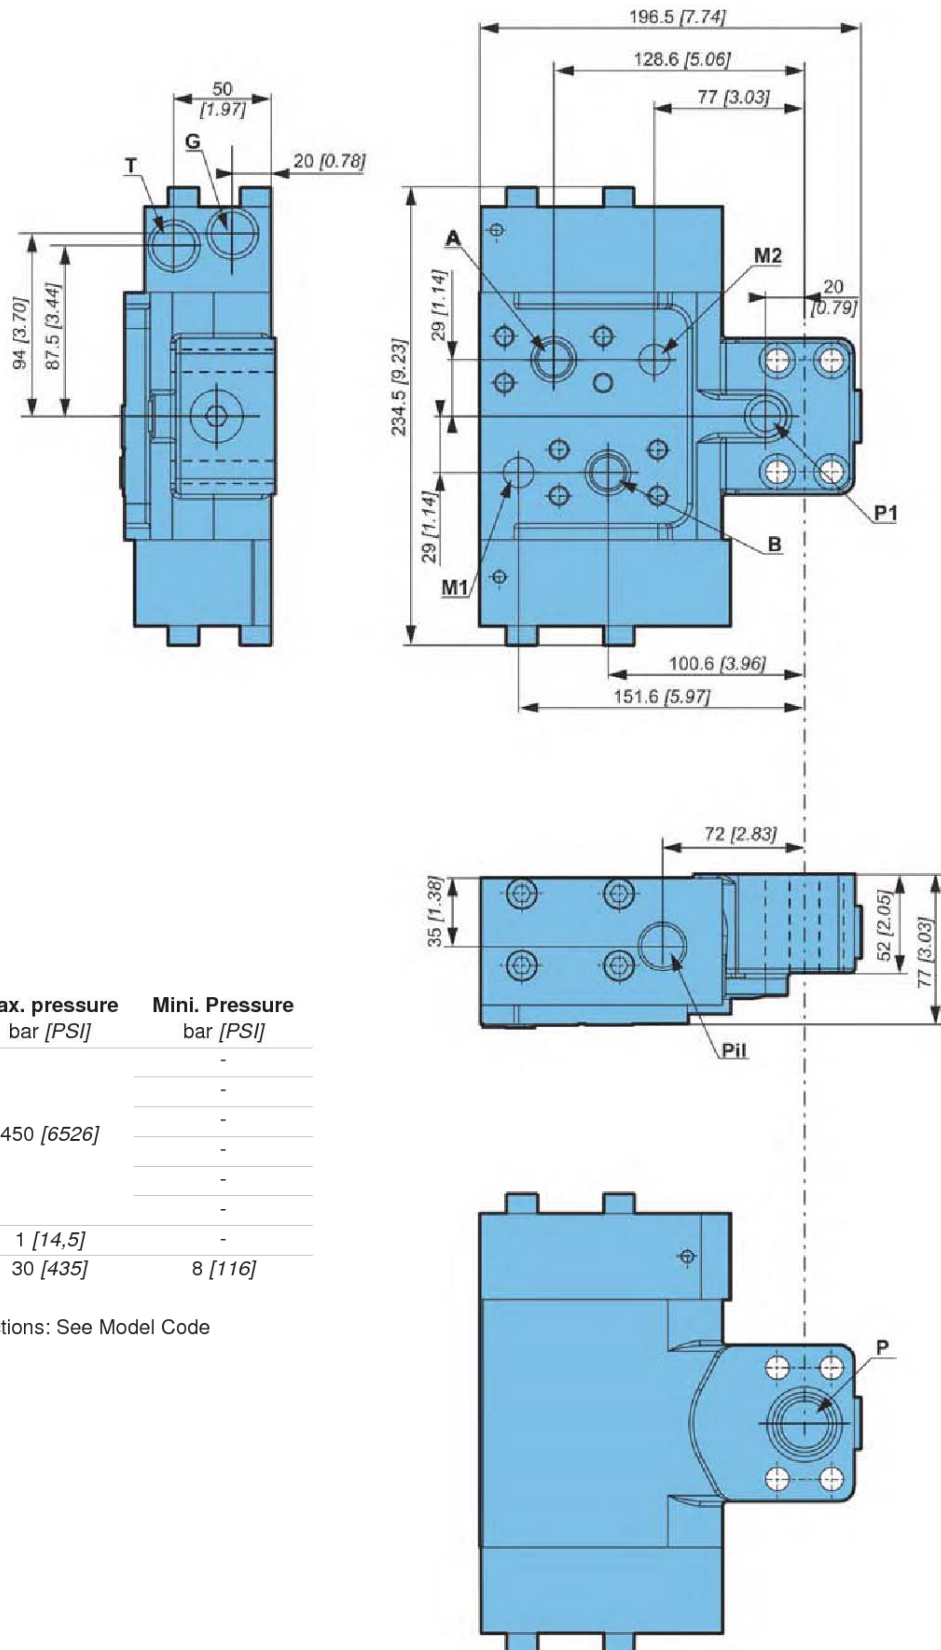 196.5 [7.74]
128.6 [5.06]
77 [3.03]
50
[1.97]
G
T
20 [0.78]
A
M2
20
[0.79]
94 [3.70]
87.5 [3.44]
29 [1.14]
234.5 [9.23]
29 [1.14]
P1
B
M1
100.6 [3.96]
151.6 [5.97]
72 [2.83]
35 [1.38]
52 [2.05]
77 [3.03]
Pil
ax. pressure Mini. Pressure
bar [PSI] bar [PSI]
-
-
-
450 [6526]
-
-
-
1 [14,5] -
30 [435] 8 [116]
ctions: See Model Code
P